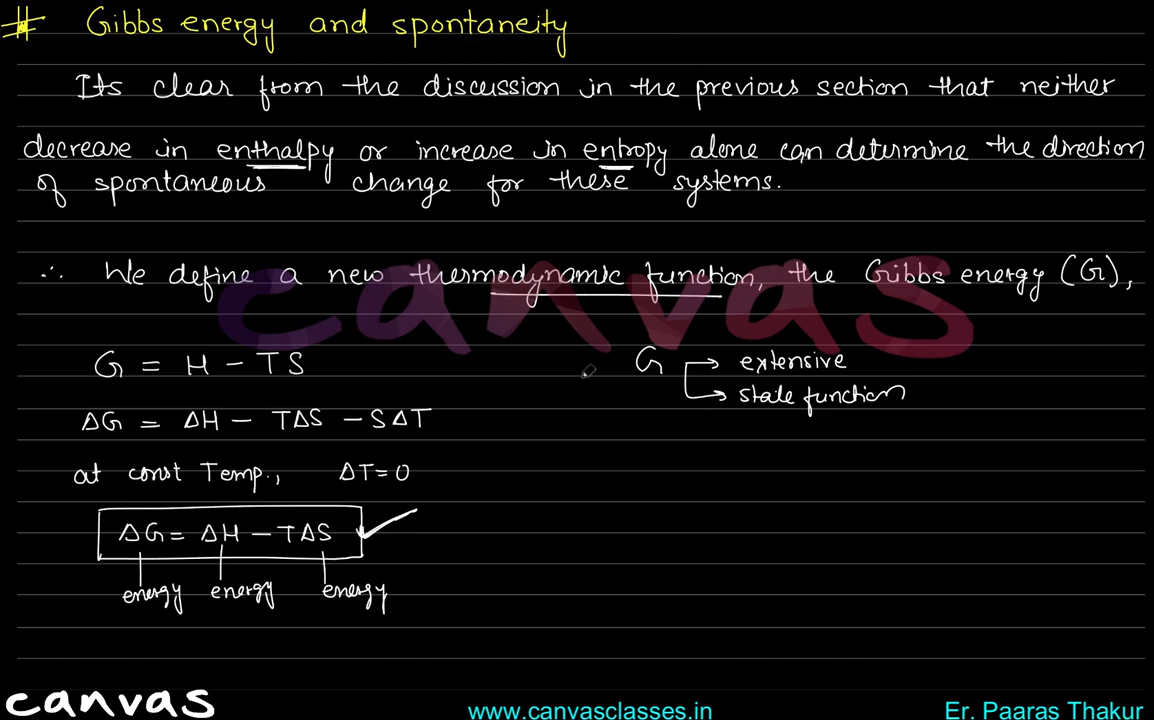 # Gibbs energy and spontaneity
Its clear from the discussion in the previous section that neither
decrease in enthalpy or increase in entropy alone can determine the direction
of spontaneous change for these systems.
∴ We define a new thermodynamic function, the Gibbs energy (G),
canvas
G = H - TS
G → extensive
→ state function
ΔG = ΔH - TΔS - SΔT
at const Temp., ΔT = 0
ΔG = ΔH - TΔS ✓
energy energy energy
canvas
www.canvasclasses.in
Er. Paaras Thakur